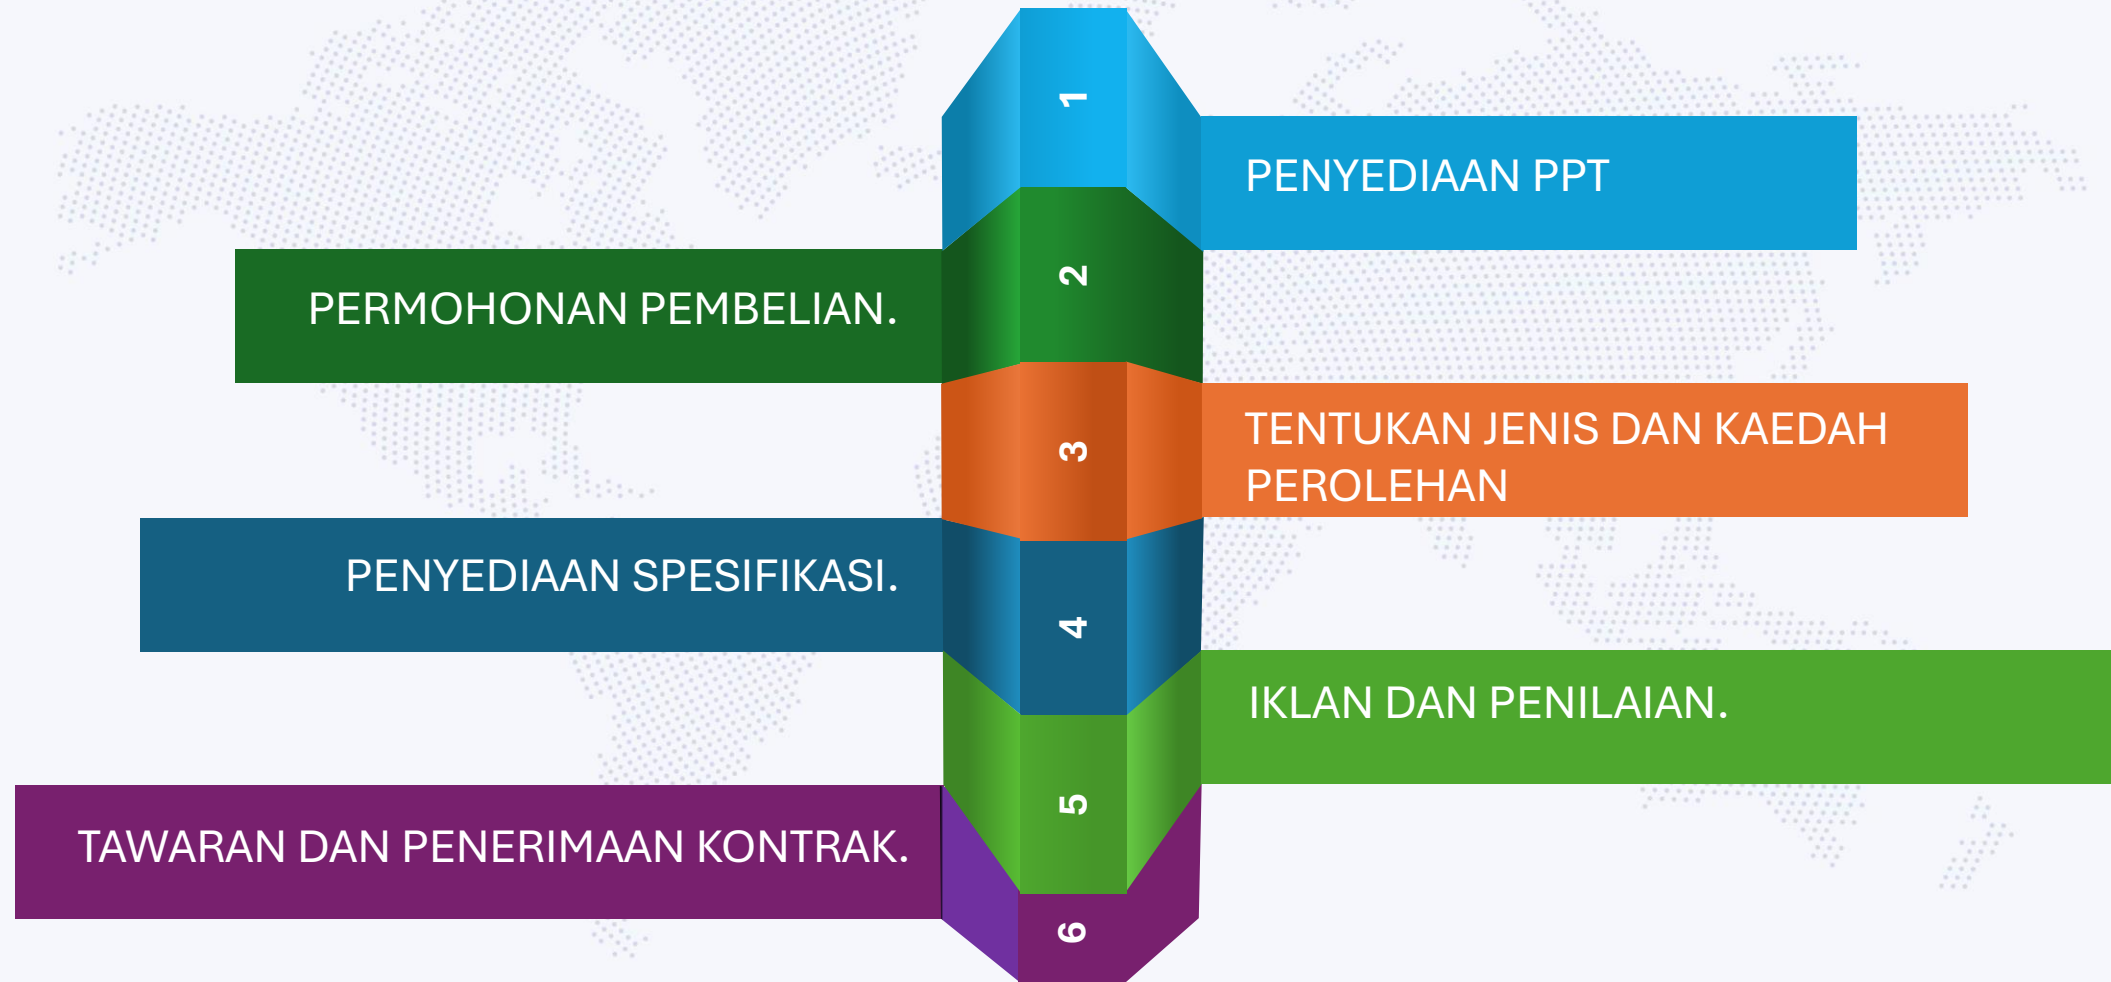 1
PENYEDIAAN PPT
2
PERMOHONAN PEMBELIAN.
3
TENTUKAN JENIS DAN KAEDAH
PEROLEHAN
4
PENYEDIAAN SPESIFIKASI.
5
IKLAN DAN PENILAIAN.
6
TAWARAN DAN PENERIMAAN KONTRAK.